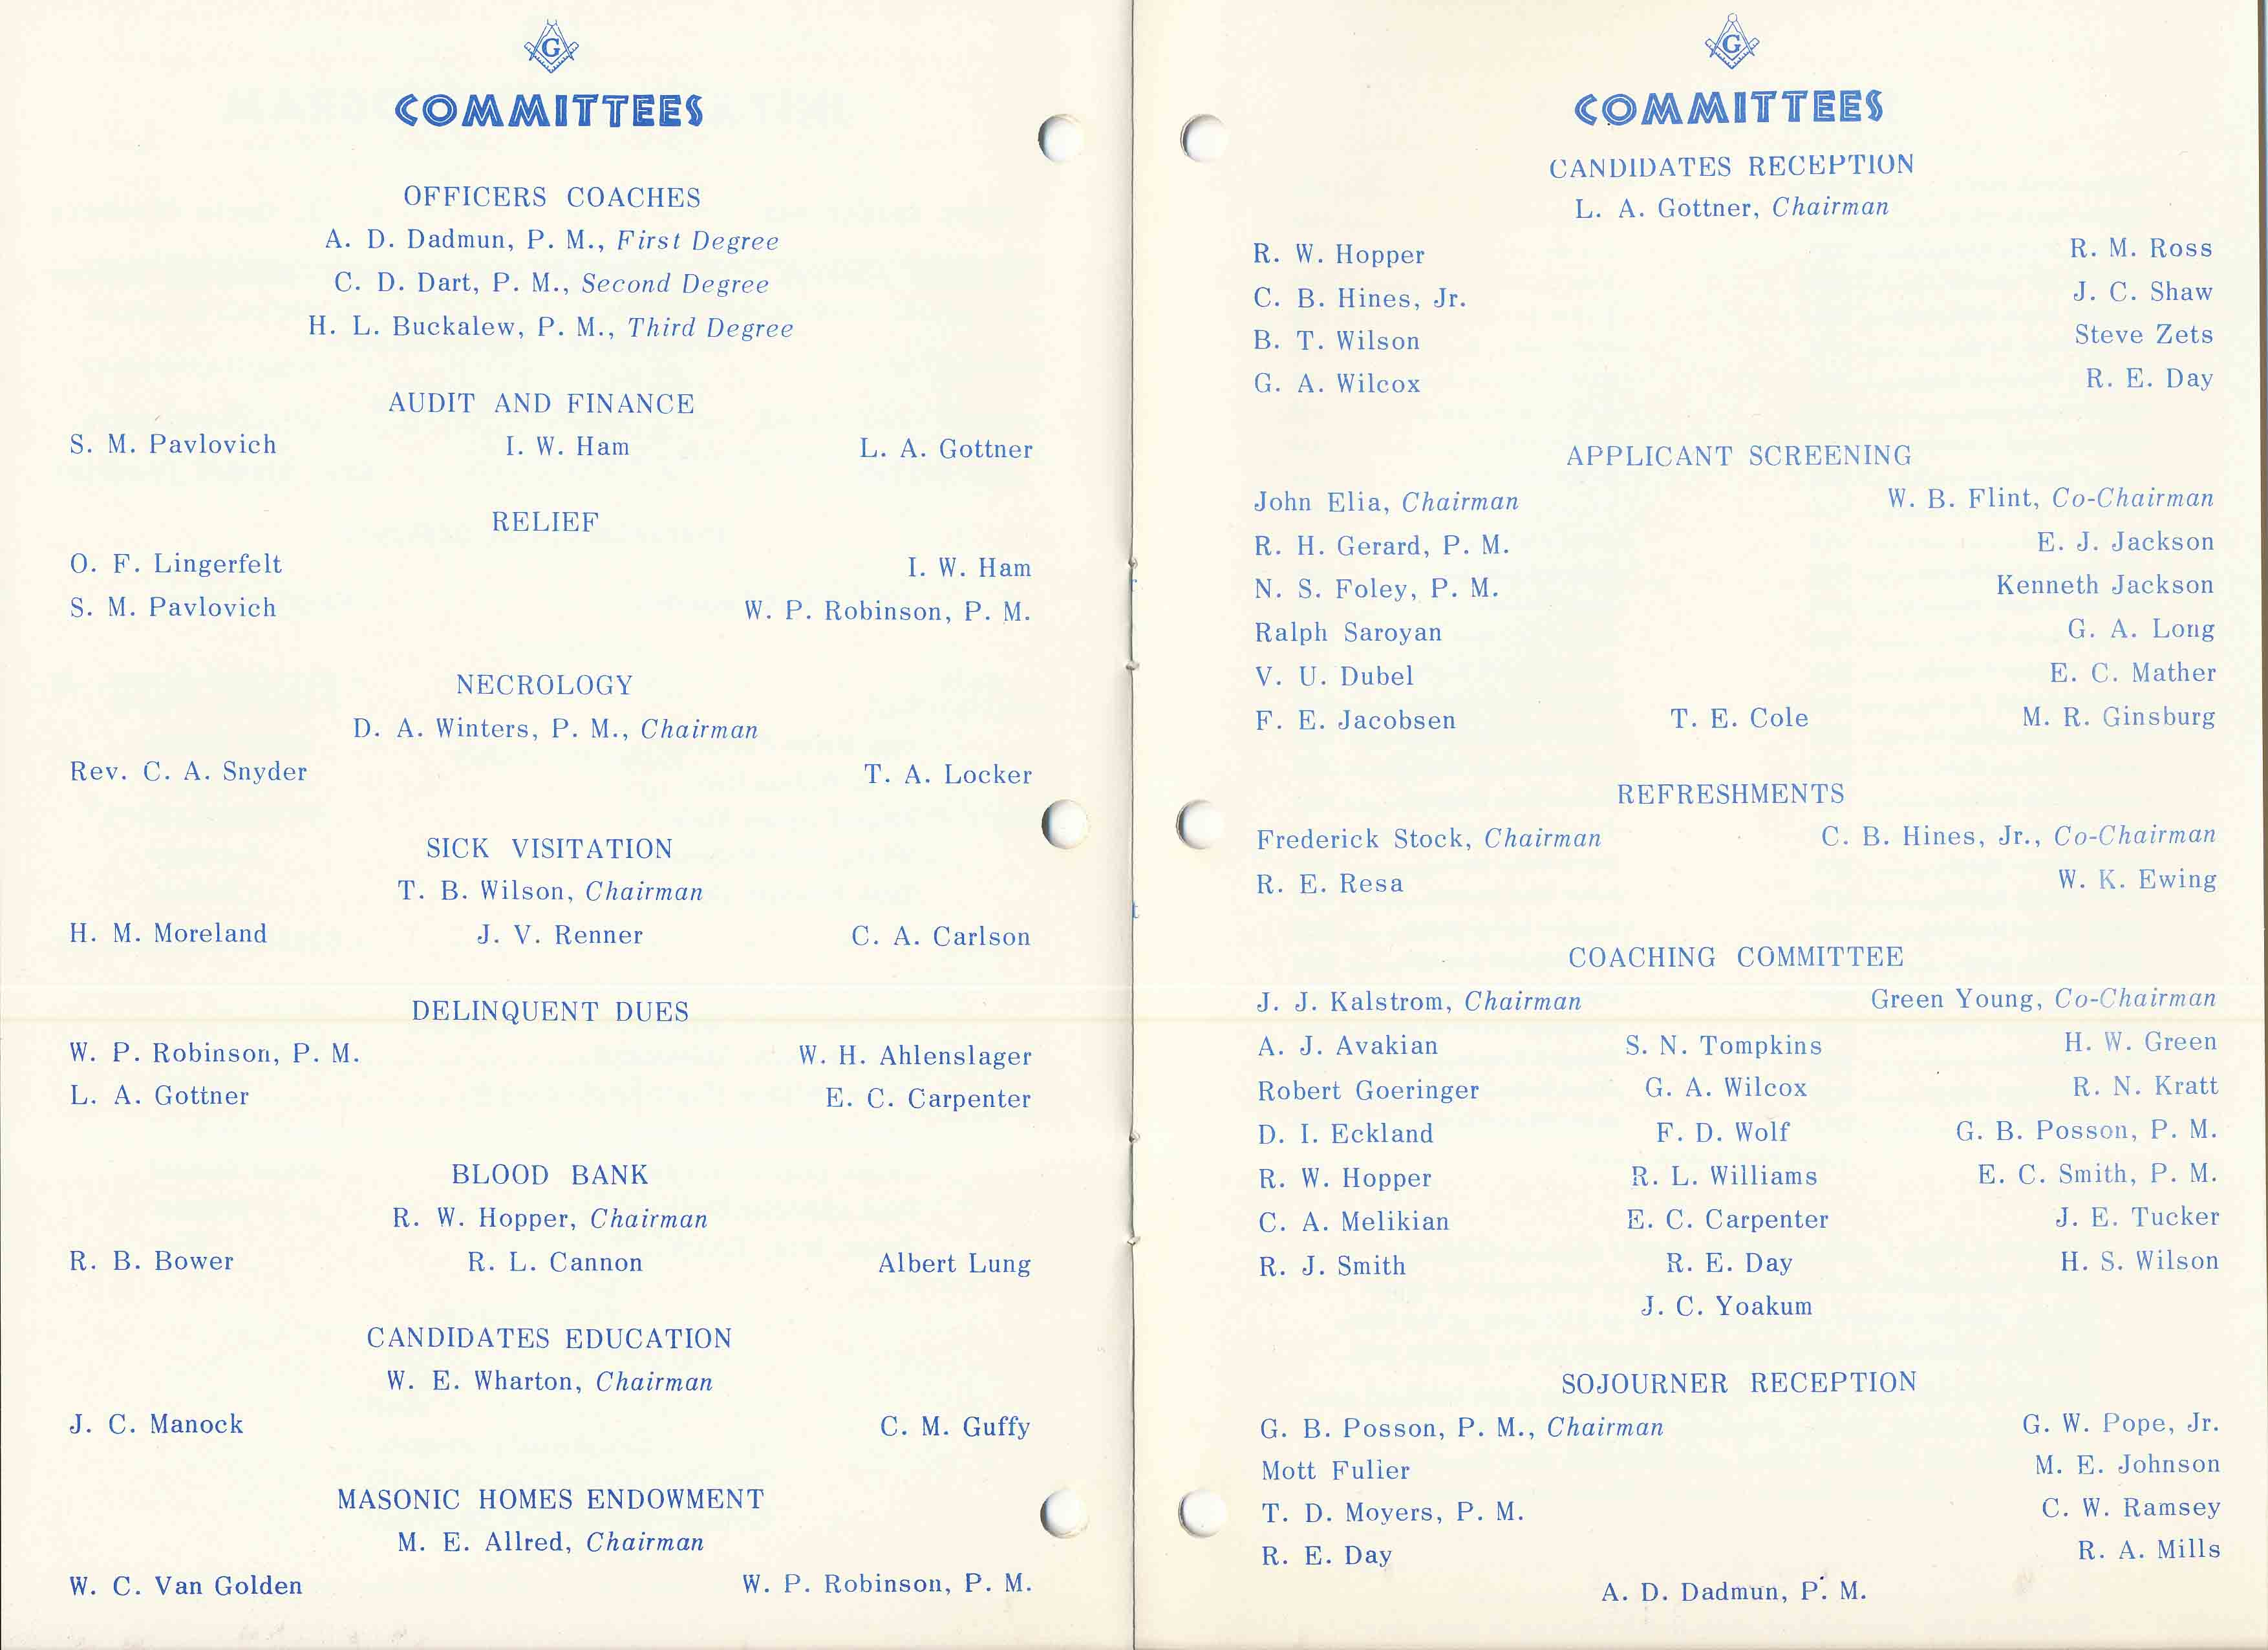 G
COMMITTEES
OFFICERS COACHES
A. D. Dadmun, P. M., First Degree
C. D. Dart, P. M., Second Degree
H. L. Buckalew, P. M., Third Degree
AUDIT AND FINANCE
S. M. Pavlovich I. W. Ham L. A. Gottner
RELIEF
O. F. Lingerfelt I. W. Ham
S. M. Pavlovich W. P. Robinson, P. M.
NECROLOGY
D. A. Winters, P. M., Chairman
Rev. C. A. Snyder T. A. Locker
SICK VISITATION
T. B. Wilson, Chairman
H. M. Moreland J. V. Renner C. A. Carlson
DELINQUENT DUES
W. P. Robinson, P. M. W. H. Ahlenslager
L. A. Gottner E. C. Carpenter
BLOOD BANK
R. W. Hopper, Chairman
R. B. Bower R. L. Cannon Albert Lung
CANDIDATES EDUCATION
W. E. Wharton, Chairman
J. C. Manock C. M. Guffy
MASONIC HOMES ENDOWMENT
M. E. Allred, Chairman
W. C. Van Golden W. P. Robinson, P. M.
G
COMMITTEES
CANDIDATES RECEPTION
L. A. Gottner, Chairman
R. W. Hopper R. M. Ross
C. B. Hines, Jr. J. C. Shaw
B. T. Wilson Steve Zets
G. A. Wilcox R. E. Day
APPLICANT SCREENING
John Elia, Chairman W. B. Flint, Co-Chairman
R. H. Gerard, P. M. E. J. Jackson
N. S. Foley, P. M. Kenneth Jackson
Ralph Saroyan G. A. Long
V. U. Dubel E. C. Mather
F. E. Jacobsen T. E. Cole M. R. Ginsburg
REFRESHMENTS
Frederick Stock, Chairman C. B. Hines, Jr., Co-Chairman
R. E. Resa W. K. Ewing
COACHING COMMITTEE
J. J. Kalstrom, Chairman Green Young, Co-Chairman
A. J. Avakian S. N. Tompkins H. W. Green
Robert Goeringer G. A. Wilcox R. N. Kratt
D. I. Eckland F. D. Wolf G. B. Posson, P. M.
R. W. Hopper R. L. Williams E. C. Smith, P. M.
C. A. Melikian E. C. Carpenter J. E. Tucker
R. J. Smith R. E. Day H. S. Wilson
J. C. Yoakum
SOJOURNER RECEPTION
G. B. Posson, P. M., Chairman G. W. Pope, Jr.
Mott Fuller M. E. Johnson
T. D. Moyers, P. M. C. W. Ramsey
R. E. Day R. A. Mills
A. D. Dadmun, P. M.